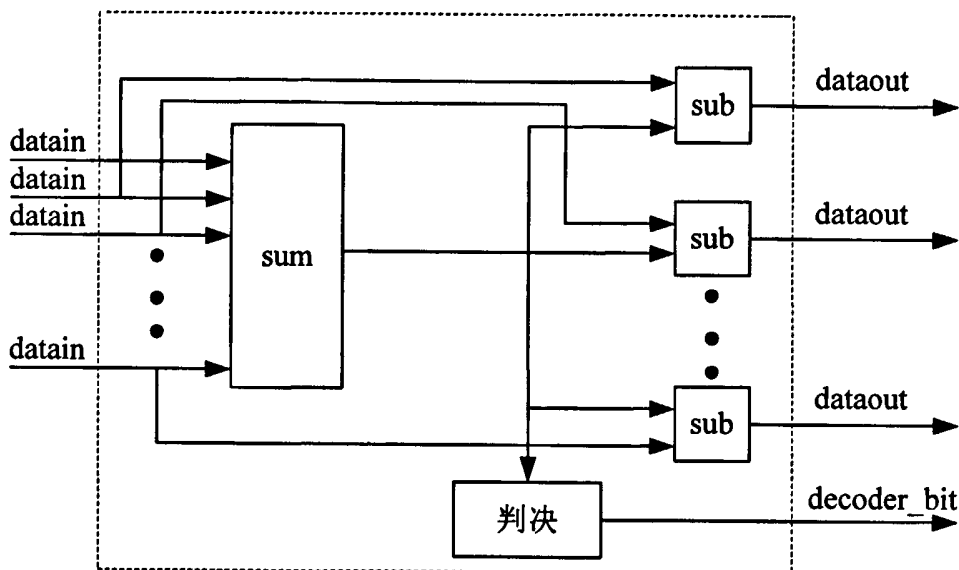 dataout
sub
datain
datain
datain
sum
sub
dataout
datain
sub
dataout
判决
decoder_bit